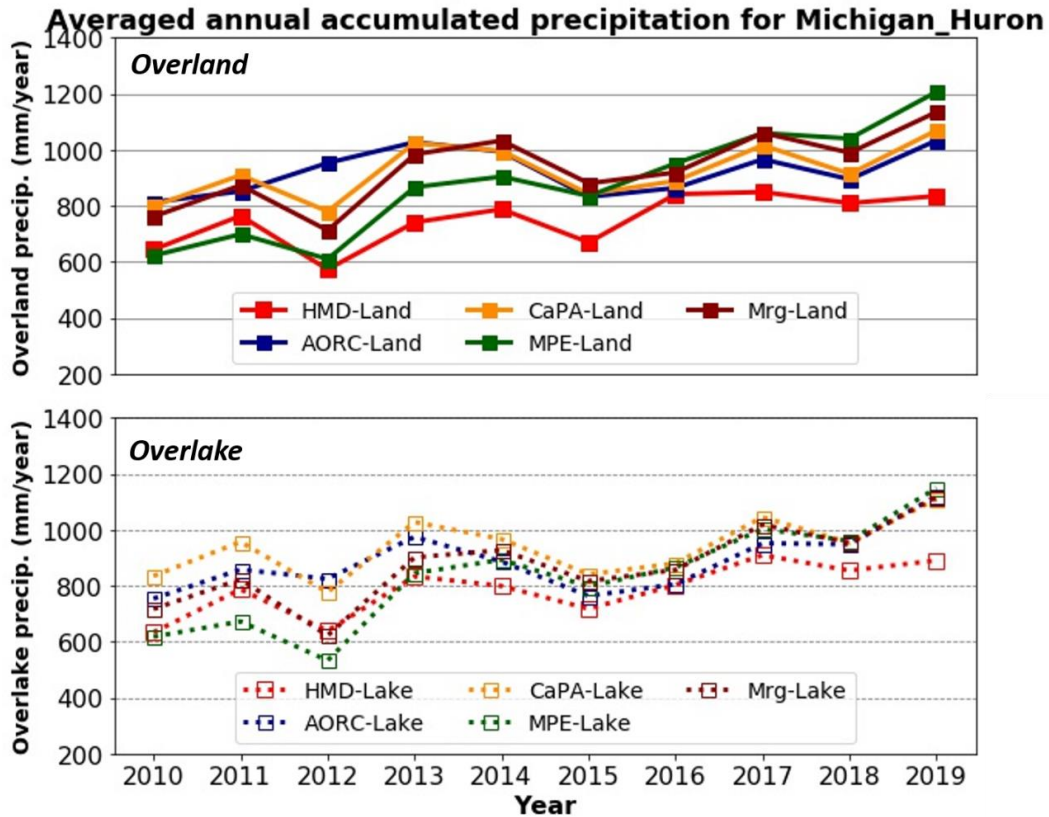 Averaged annual accumulated precipitation for Michigan_Huron
Overland precip. (mm/year)
1400
1200
1000
800
600
400
200
Overland
HMD-Land CaPA-Land Mrg-Land
AORC-Land MPE-Land
Overlake precip. (mm/year)
1400
1200
1000
800
600
400
200
Overlake
HMD-Lake CaPA-Lake Mrg-Lake
AORC-Lake MPE-Lake
2010 2011 2012 2013 2014 2015 2016 2017 2018 2019
Year